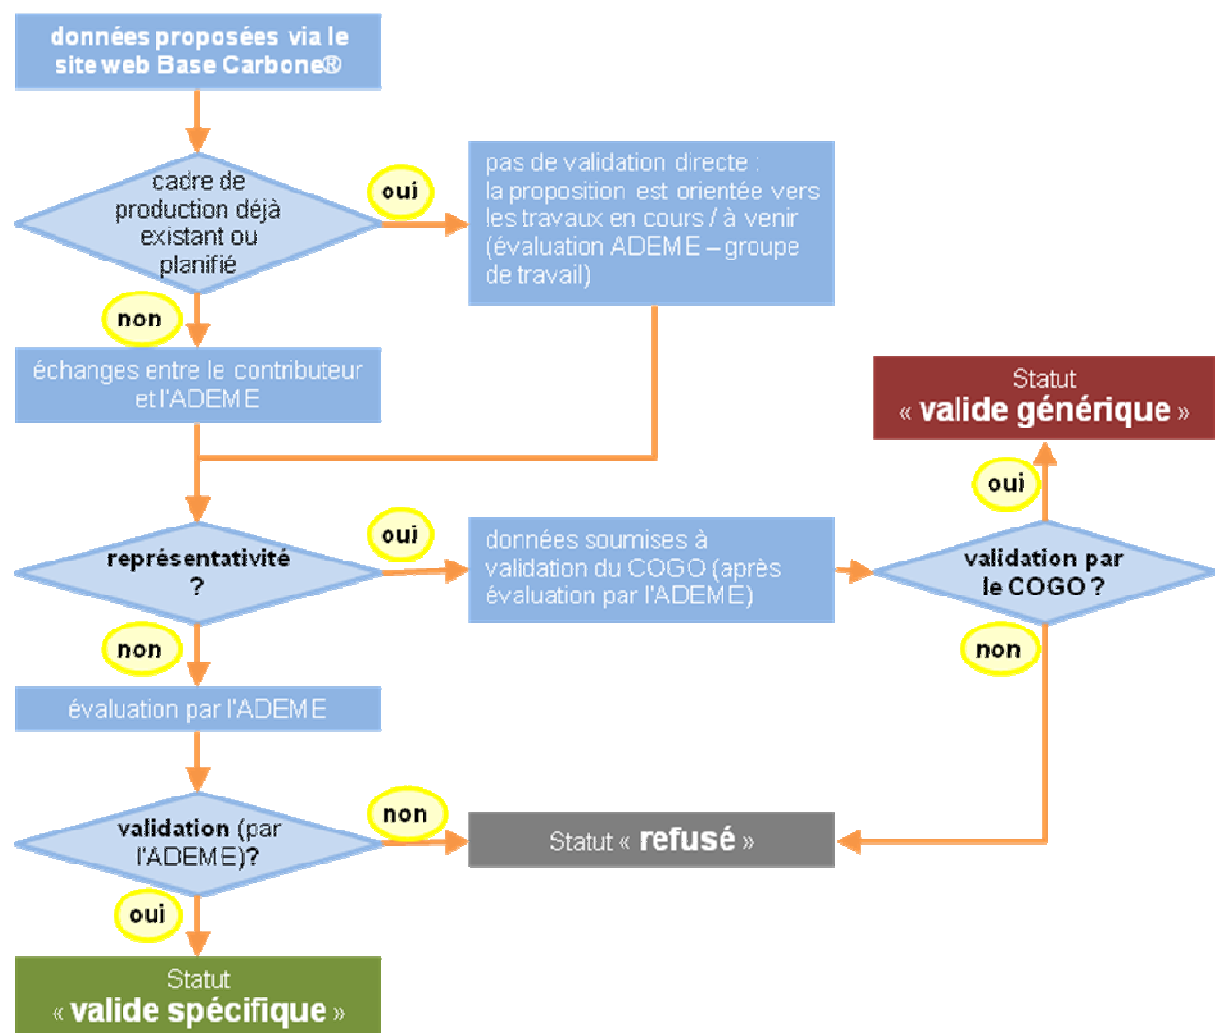 données proposées via le
site web Base Carbone®
cadre de
production déjà
existant ou
planifié
oui
pas de validation directe :
la proposition est orientée vers
les travaux en cours / à venir
(évaluation ADEME – groupe
de travail)
non
échanges entre le contributeur
et l'ADEME
Statut
« valide générique »
oui
représentativité
?
oui
données soumises à
validation du COGO (après
évaluation par l'ADEME)
validation par
le COGO ?
non
non
évaluation par l'ADEME
validation (par
l'ADEME)?
non
Statut « refusé »
oui
Statut
« valide spécifique »